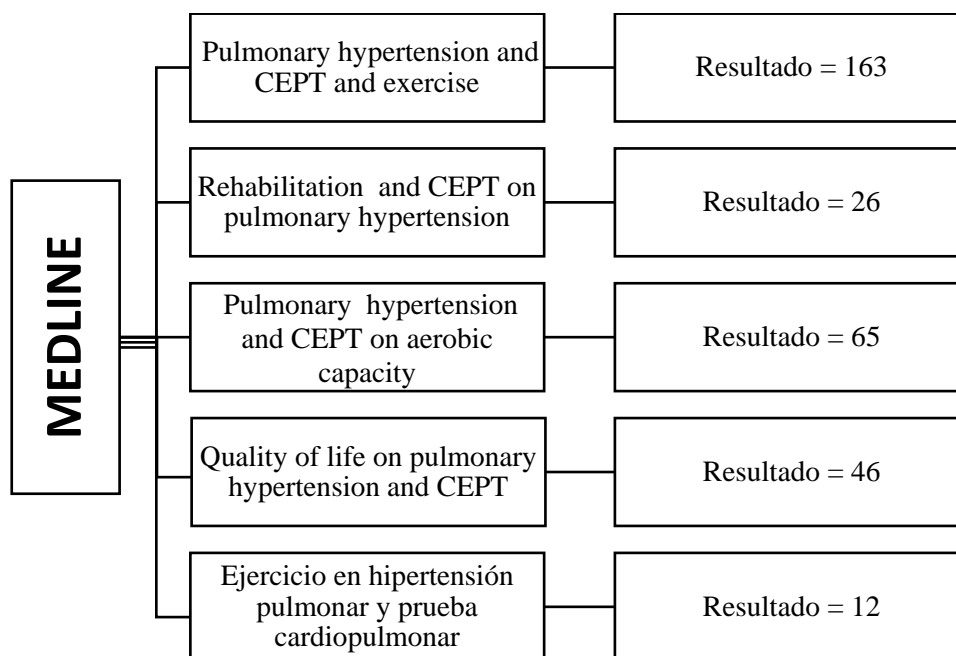 MEDLINE
Pulmonary hypertension and
CEPT and exercise
Resultado = 163
Rehabilitation and CEPT on
pulmonary hypertension
Resultado = 26
Pulmonary hypertension
and CEPT on aerobic
capacity
Resultado = 65
Quality of life on pulmonary
hypertension and CEPT
Resultado = 46
Ejercicio en hipertensión
pulmonar y prueba
cardiopulmonar
Resultado = 12